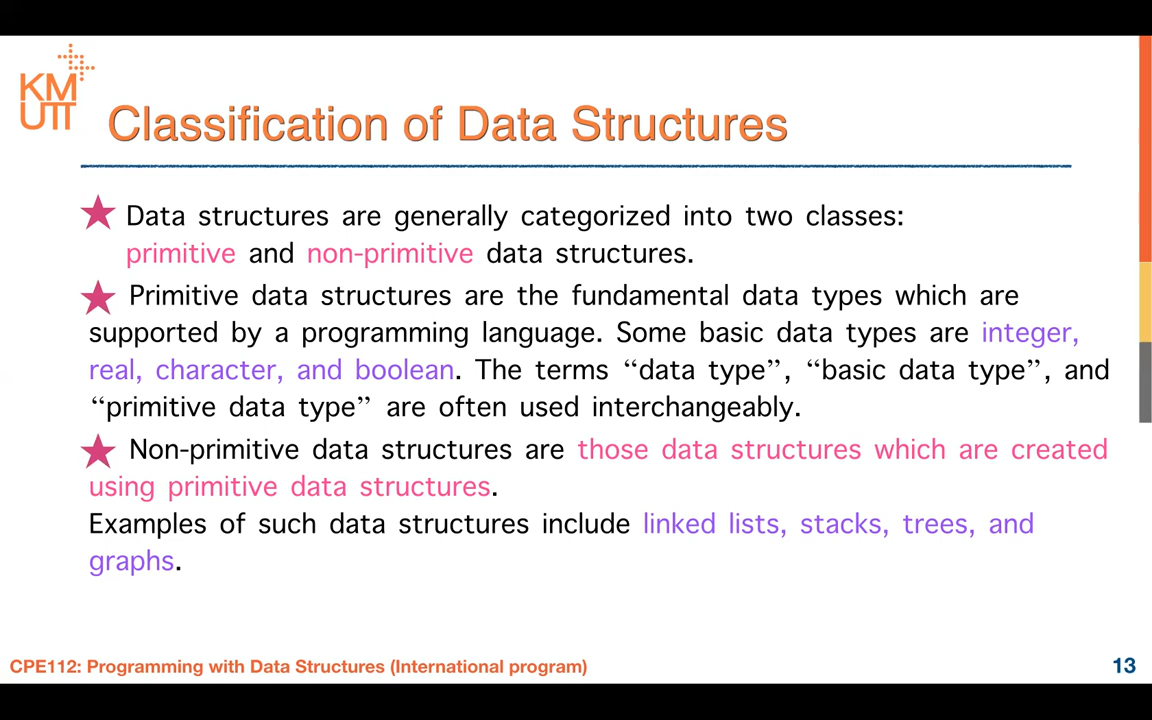 KM
UTT
Classification of Data Structures
Data structures are generally categorized into two classes:
primitive and non-primitive data structures.
Primitive data structures are the fundamental data types which are
supported by a programming language. Some basic data types are integer,
real, character, and boolean. The terms “data type”, “basic data type”, and
“primitive data type” are often used interchangeably.
Non-primitive data structures are those data structures which are created
using primitive data structures.
Examples of such data structures include linked lists, stacks, trees, and
graphs.
CPE112: Programming with Data Structures (International program)
13